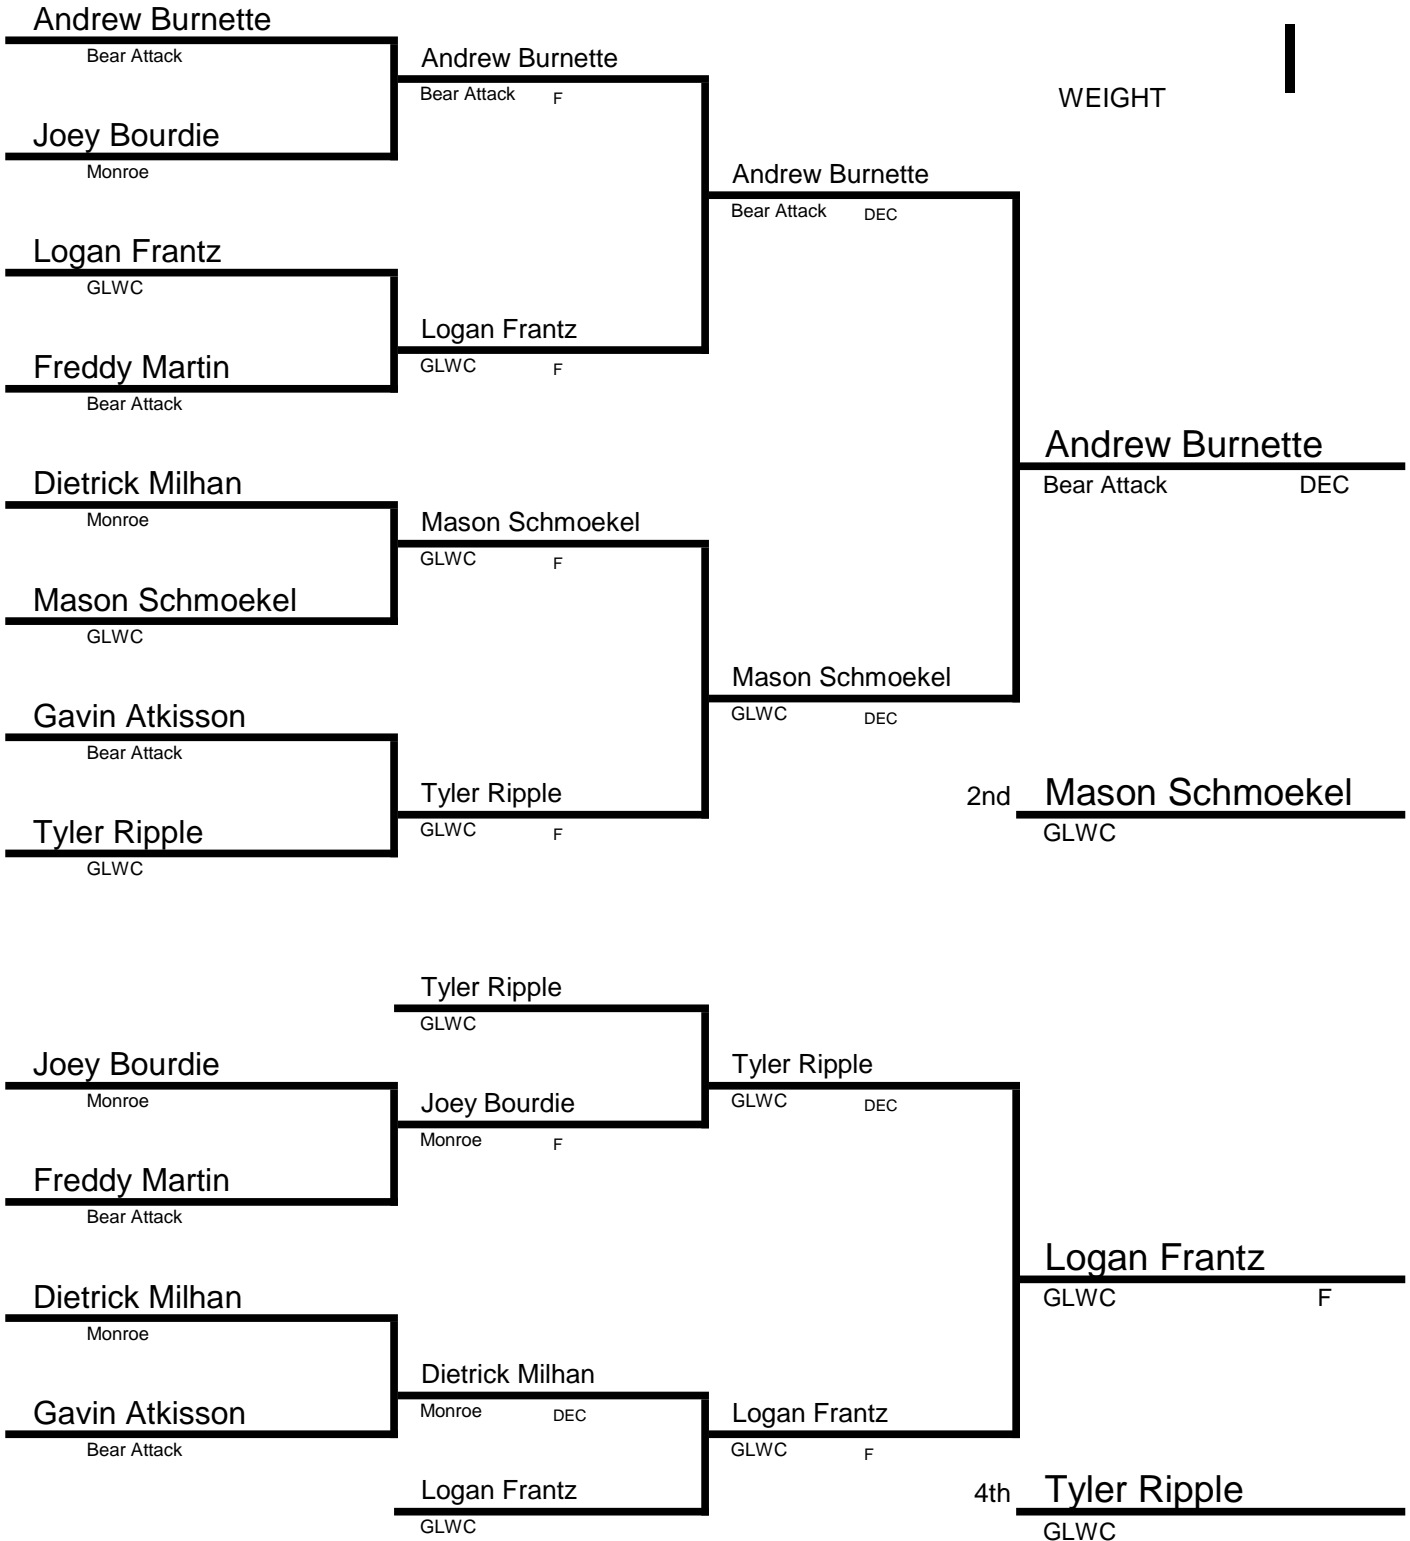 Andrew Burnette
Bear Attack
Andrew Burnette
Bear Attack F
WEIGHT
I
Joey Bourdie
Monroe
Andrew Burnette
Bear Attack DEC
Logan Frantz
GLWC
Logan Frantz
GLWC F
Freddy Martin
Bear Attack
Andrew Burnette
Bear Attack DEC
Dietrick Milhan
Monroe
Mason Schmoekel
GLWC F
Mason Schmoekel
GLWC
Mason Schmoekel
GLWC DEC
Gavin Atkisson
Bear Attack
Tyler Ripple
GLWC F
2nd Mason Schmoekel
GLWC
Tyler Ripple
GLWC
Tyler Ripple
GLWC
Joey Bourdie
Monroe
Tyler Ripple
GLWC DEC
Joey Bourdie
Monroe F
Freddy Martin
Bear Attack
Logan Frantz
GLWC F
Dietrick Milhan
Monroe
Dietrick Milhan
Monroe DEC
Gavin Atkisson
Bear Attack
Logan Frantz
GLWC F
Logan Frantz
GLWC
4th Tyler Ripple
GLWC